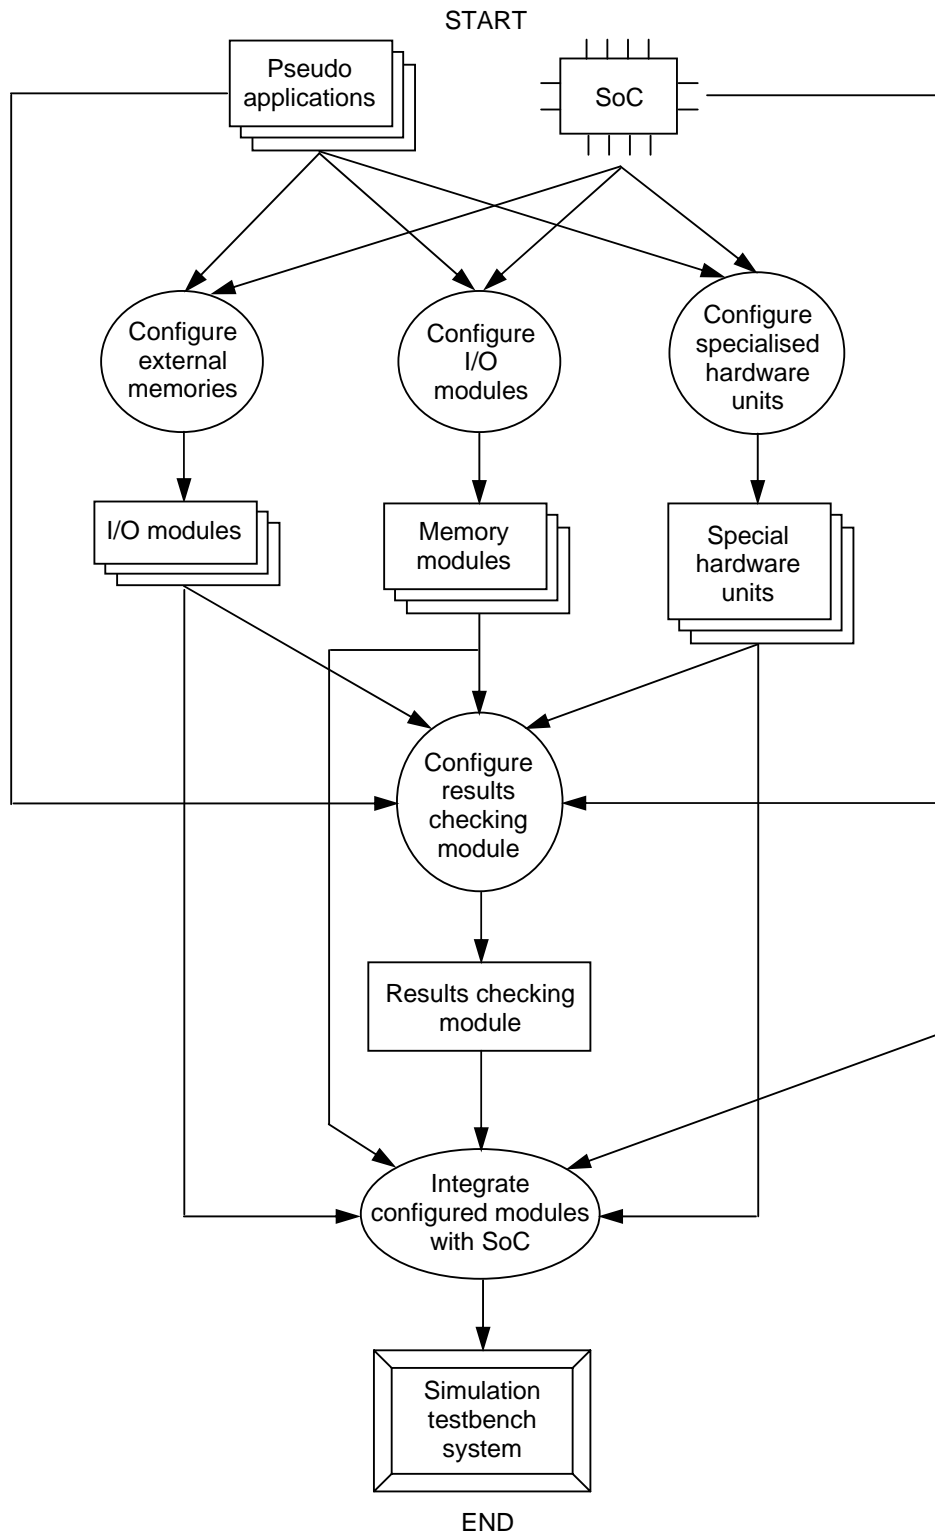 START
Pseudo
applications
SoC
Configure
external
memories
Configure
I/O
modules
Configure
specialised
hardware
units
I/O modules
Memory
modules
Special
hardware
units
Configure
results
checking
module
Results checking
module
Integrate
configured modules
with SoC
Simulation
testbench
system
END